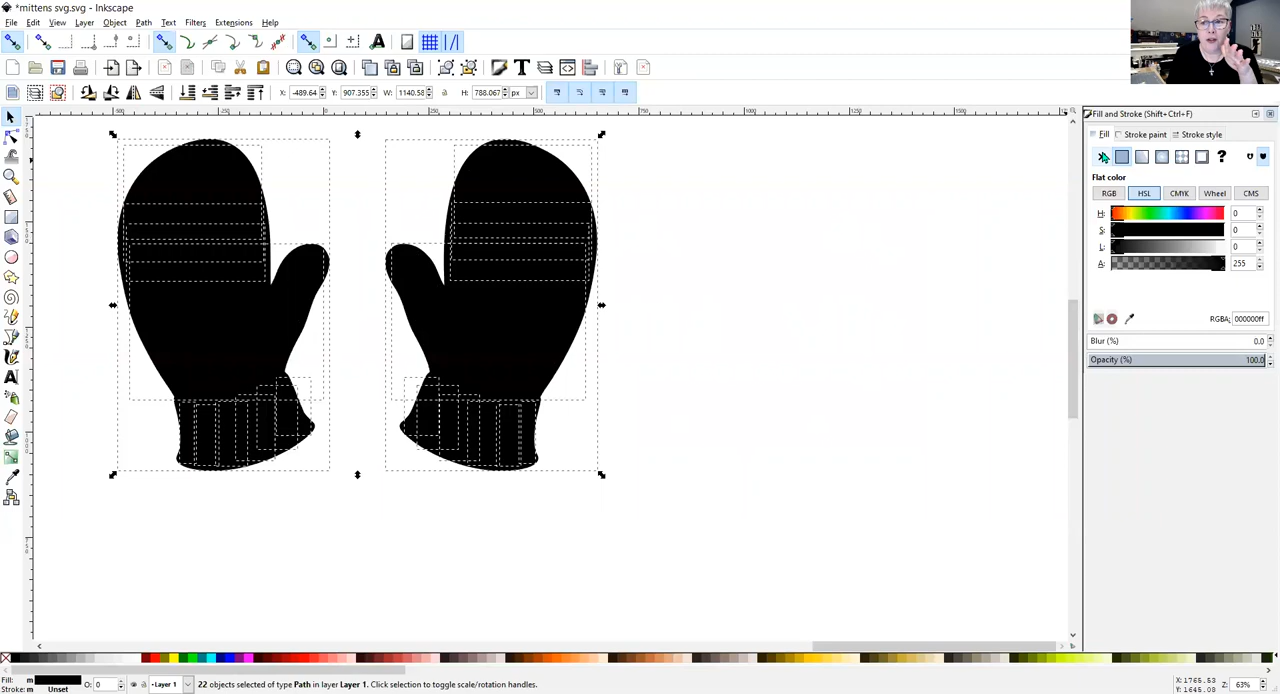 *mittens svg.svg - Inkscape
File Edit View Layer Object Path Text Filters Extensions Help
X: -489.64 Y: 907.355 W: 1140.58 H: 788.067 px
Fill and Stroke (Shift+Ctrl+F)
Fill Stroke paint Stroke style
Flat color
RGB HSL CMYK Wheel CMS
H: 0
S: 0
L: 0
A: 255
RGBA: 000000ff
Blur (%) 0.0
Opacity (%) 100.0
Fill: m
Stroke: m Unset
O: 0
Layer 1
22 objects selected of type Path in layer Layer 1. Click selection to toggle scale/rotation handles.
X:1765.53
Y:1645.03
Z: 63%